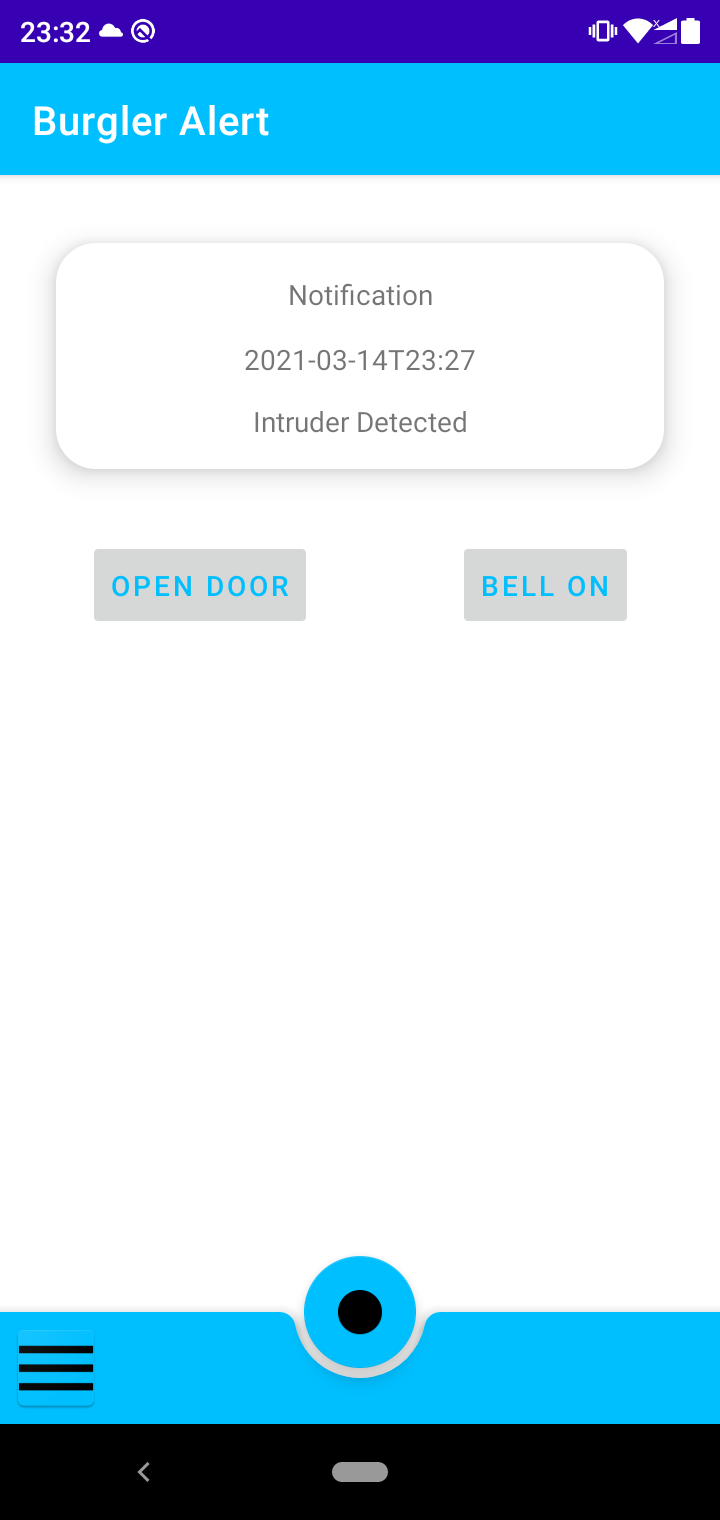 23:32
Burgler Alert
Notification
2021-03-14T23:27
Intruder Detected
OPEN DOOR BELL ON